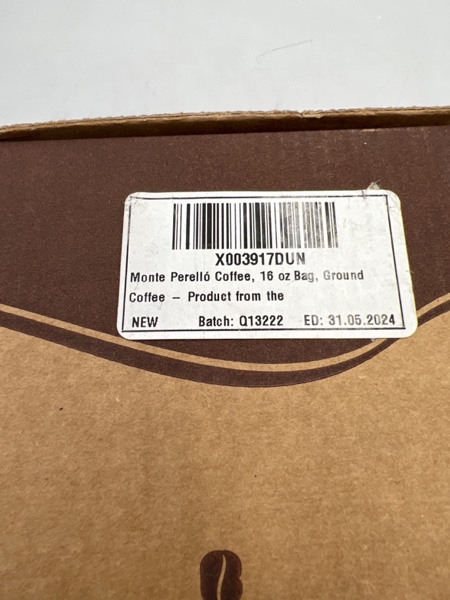 X003917DUN
Monte Perelló Coffee, 16 oz Bag, Ground
Coffee – Product from the
NEW Batch: Q13222 ED: 31.05.2024